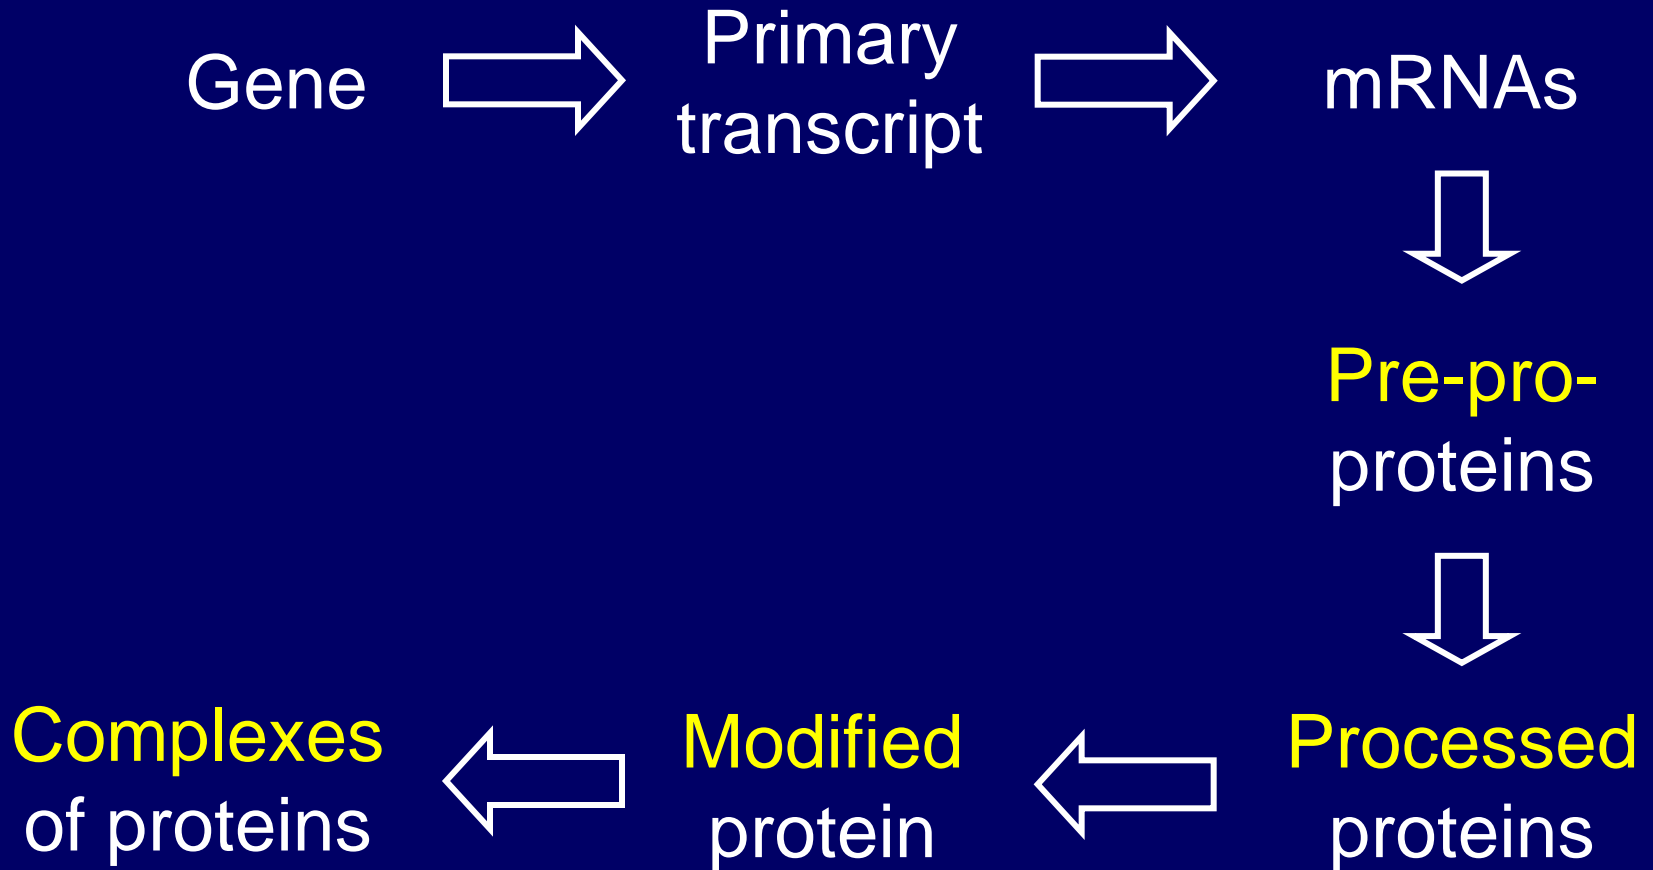 Gene
Primary
transcript
mRNAs
Pre-pro-
proteins
Processed
proteins
Modified
protein
Complexes
of proteins